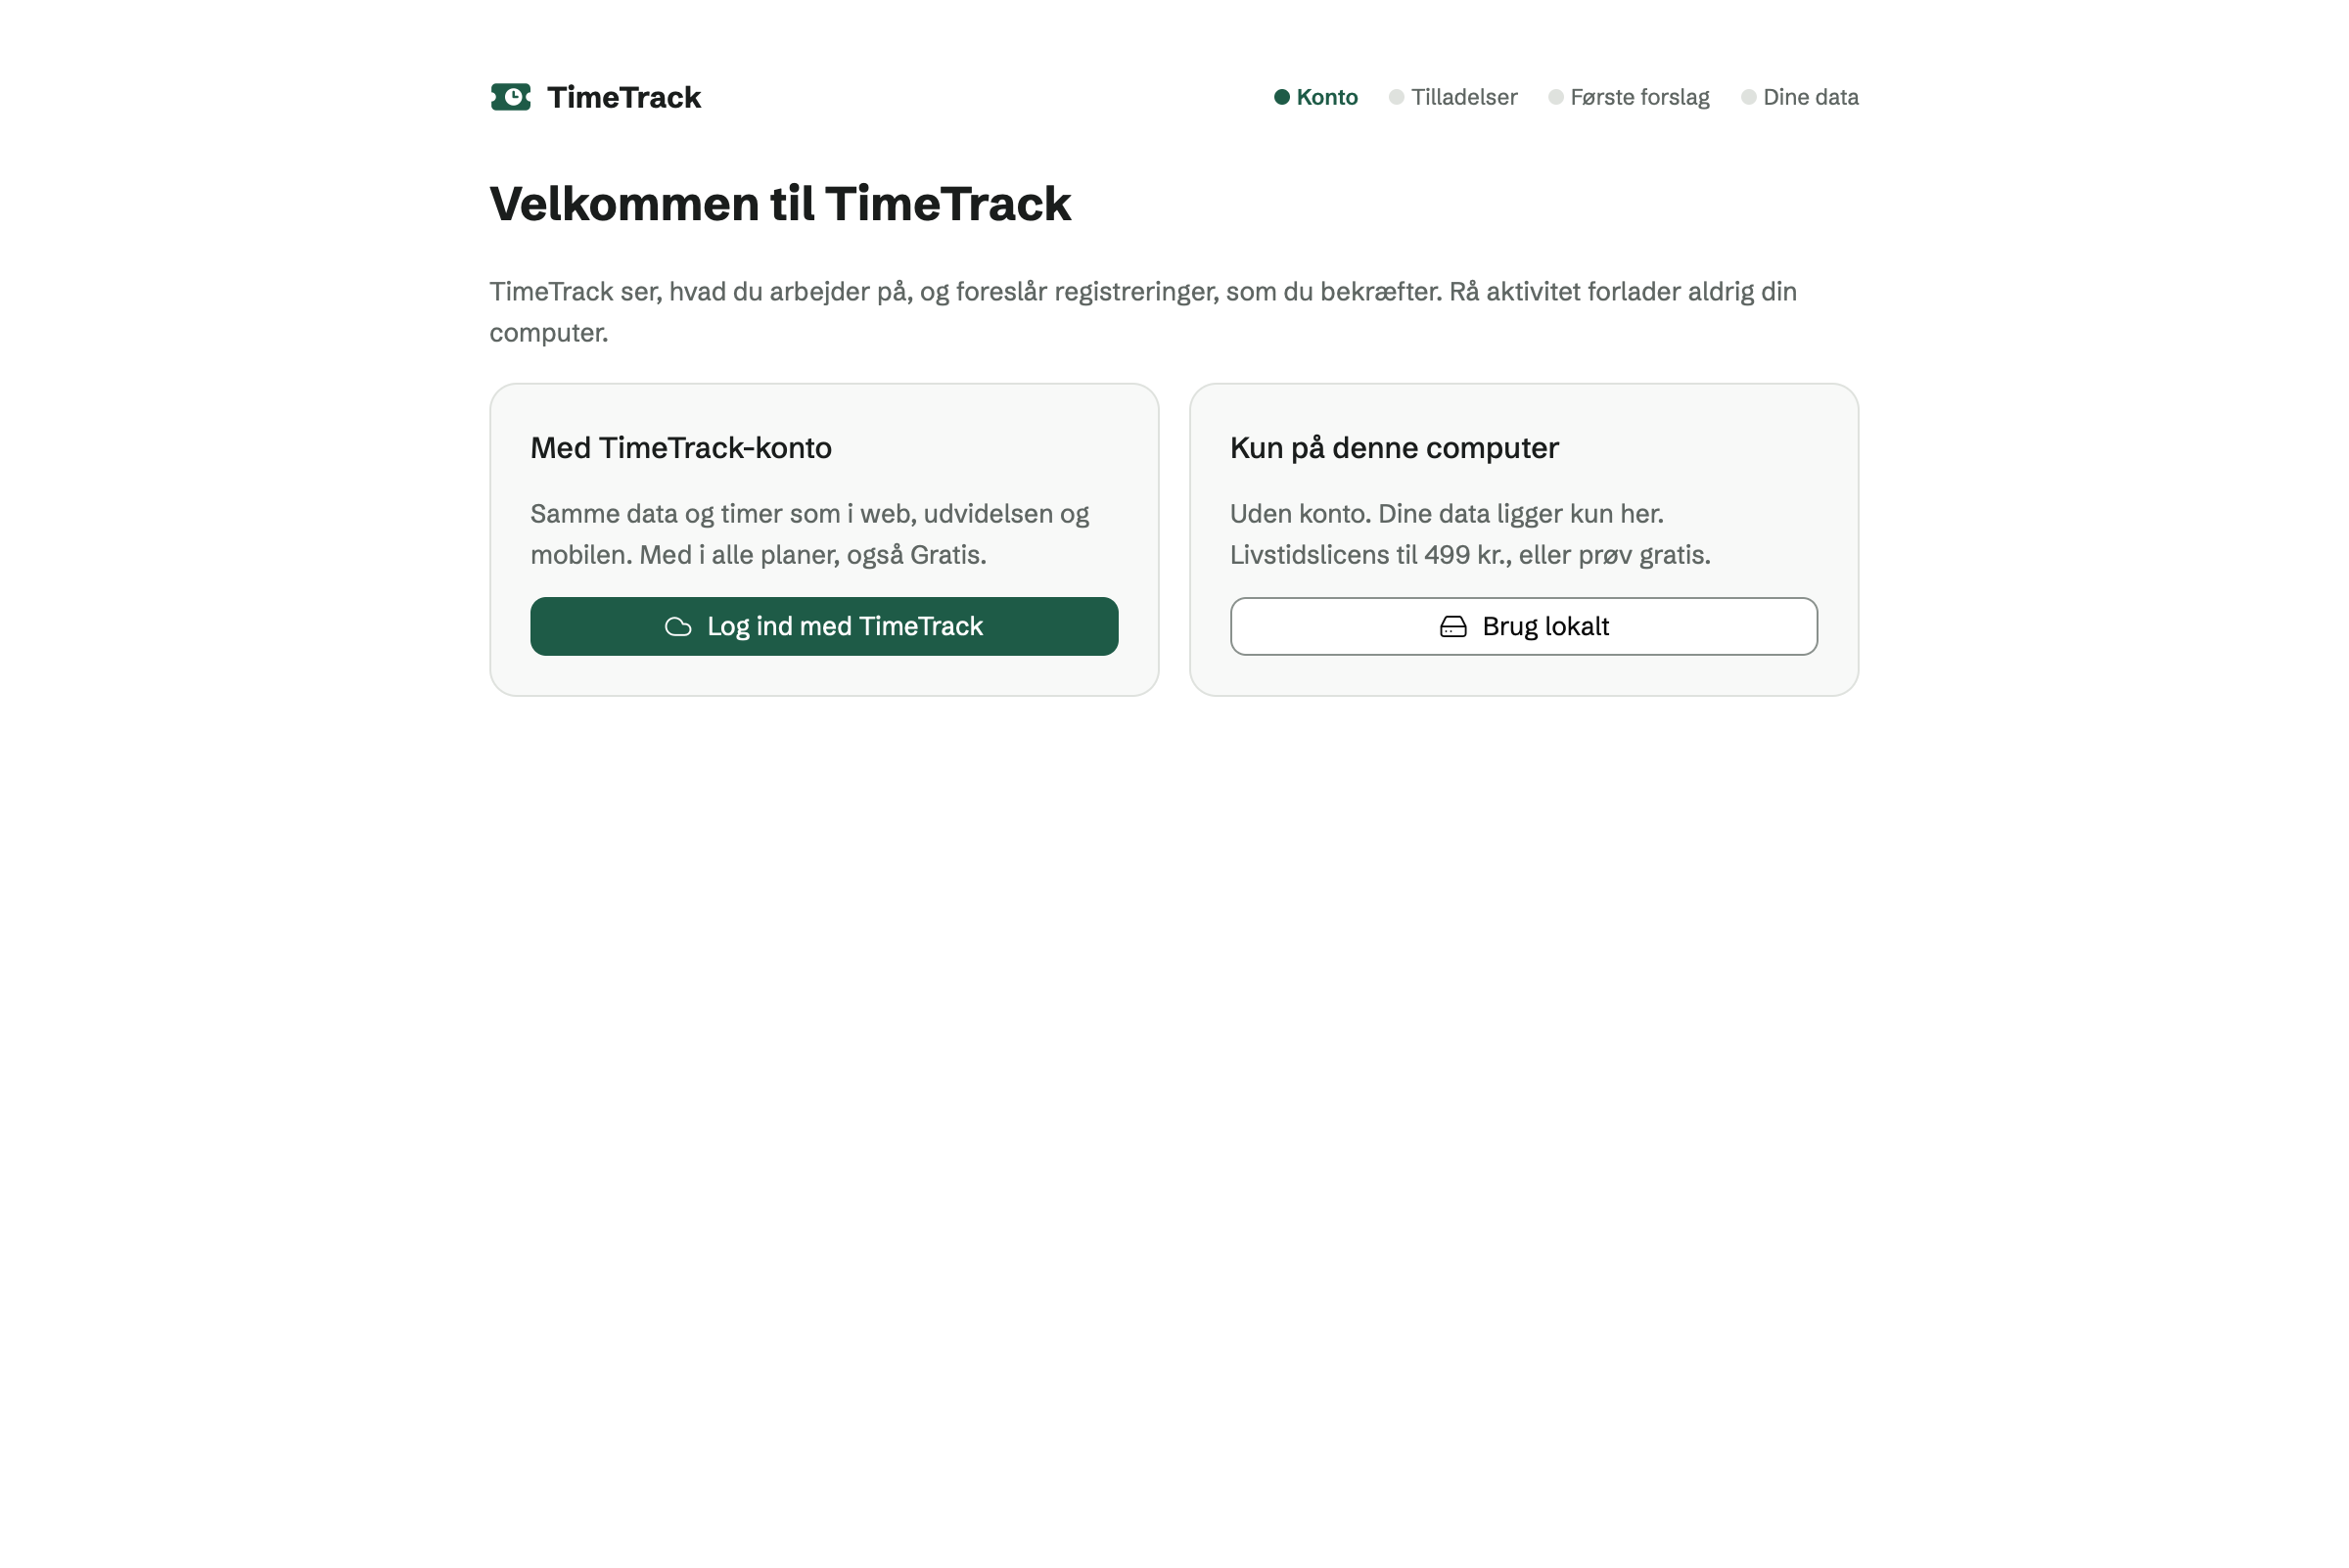 TimeTrack
Konto
Tilladelser
Første forslag
Dine data
Velkommen til TimeTrack
TimeTrack ser, hvad du arbejder på, og foreslår registreringer, som du bekræfter. Rå aktivitet forlader aldrig din
computer.
Med TimeTrack-konto
Samme data og timer som i web, udvidelsen og
mobilen. Med i alle planer, også Gratis.
Log ind med TimeTrack
Kun på denne computer
Uden konto. Dine data ligger kun her.
Livstidslicens til 499 kr., eller prøv gratis.
Brug lokalt